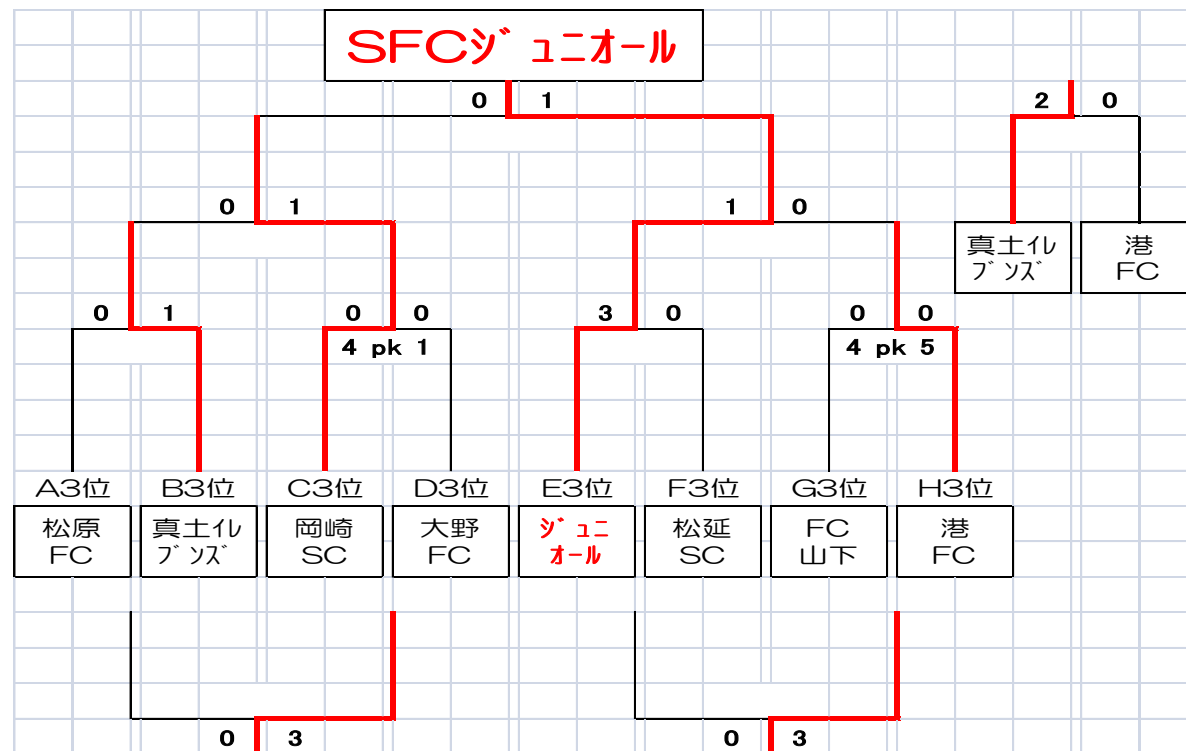 SFCｼﾞｭﾆｵｰﾙ
0 1
2 0
0 1
1 0
真土ｲﾚ
ﾌﾞﾝｽﾞ
港
FC
0 1
0 0
3 0
0 0
4 pk 1
4 pk 5
A3位 B3位 C3位 D3位 E3位 F3位 G3位 H3位
松原
FC
真土ｲﾚ
ﾌﾞﾝｽﾞ
岡崎
SC
大野
FC
ｼﾞｭﾆ
ｵｰﾙ
松延
SC
FC
山下
港
FC
0 3
0 3